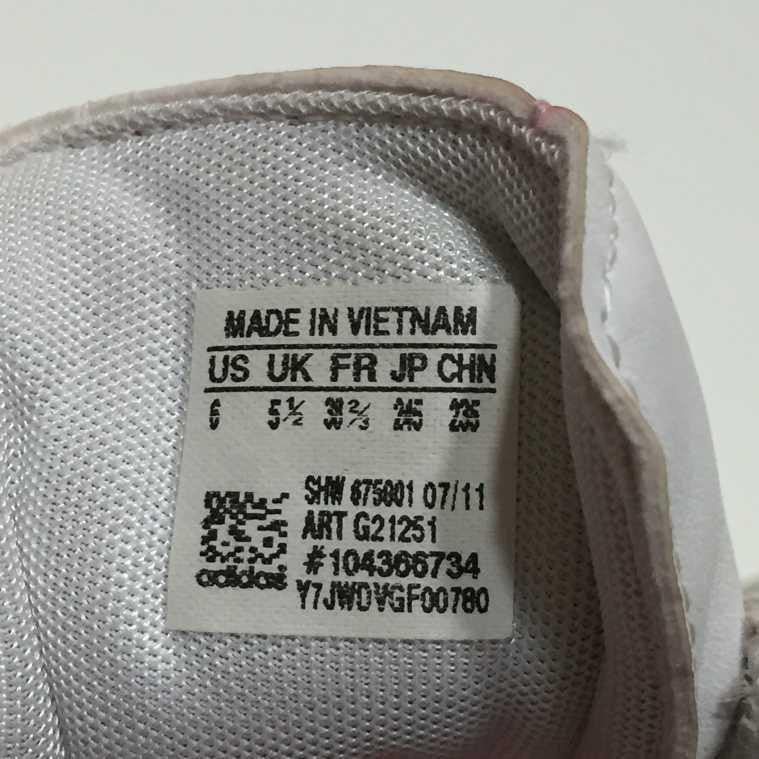 MADE IN VIETNAM
US UK FR JP CHN
6 5½ 38⅔ 245 235
SHW 675001 07/11
ART G21251
#104366734
adidas
Y7JWDVGF00780